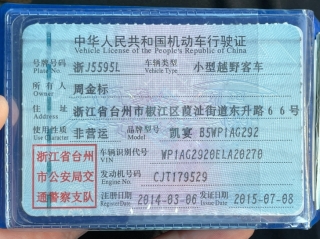 中华人民共和国机动车行驶证
Vehicle License of the People's Republic of China
号牌号码 浙J5595L 车辆类型 小型越野客车
Plate No. Vehicle Type
所有人 周金标
Owner
住址 浙江省台州市椒江区葭沚街道东升路66号
Address
使用性质 非营运 品牌型号 凯宴 B5WP1AG292
Use Character Model
浙江省台州
市公安局交
通警察支队
车辆识别代号 WP1AG2920ELA20270
VIN
发动机号码 CJT179529
Engine No.
注册日期 2014-03-06 发证日期 2015-07-08
Register Date Issue Date